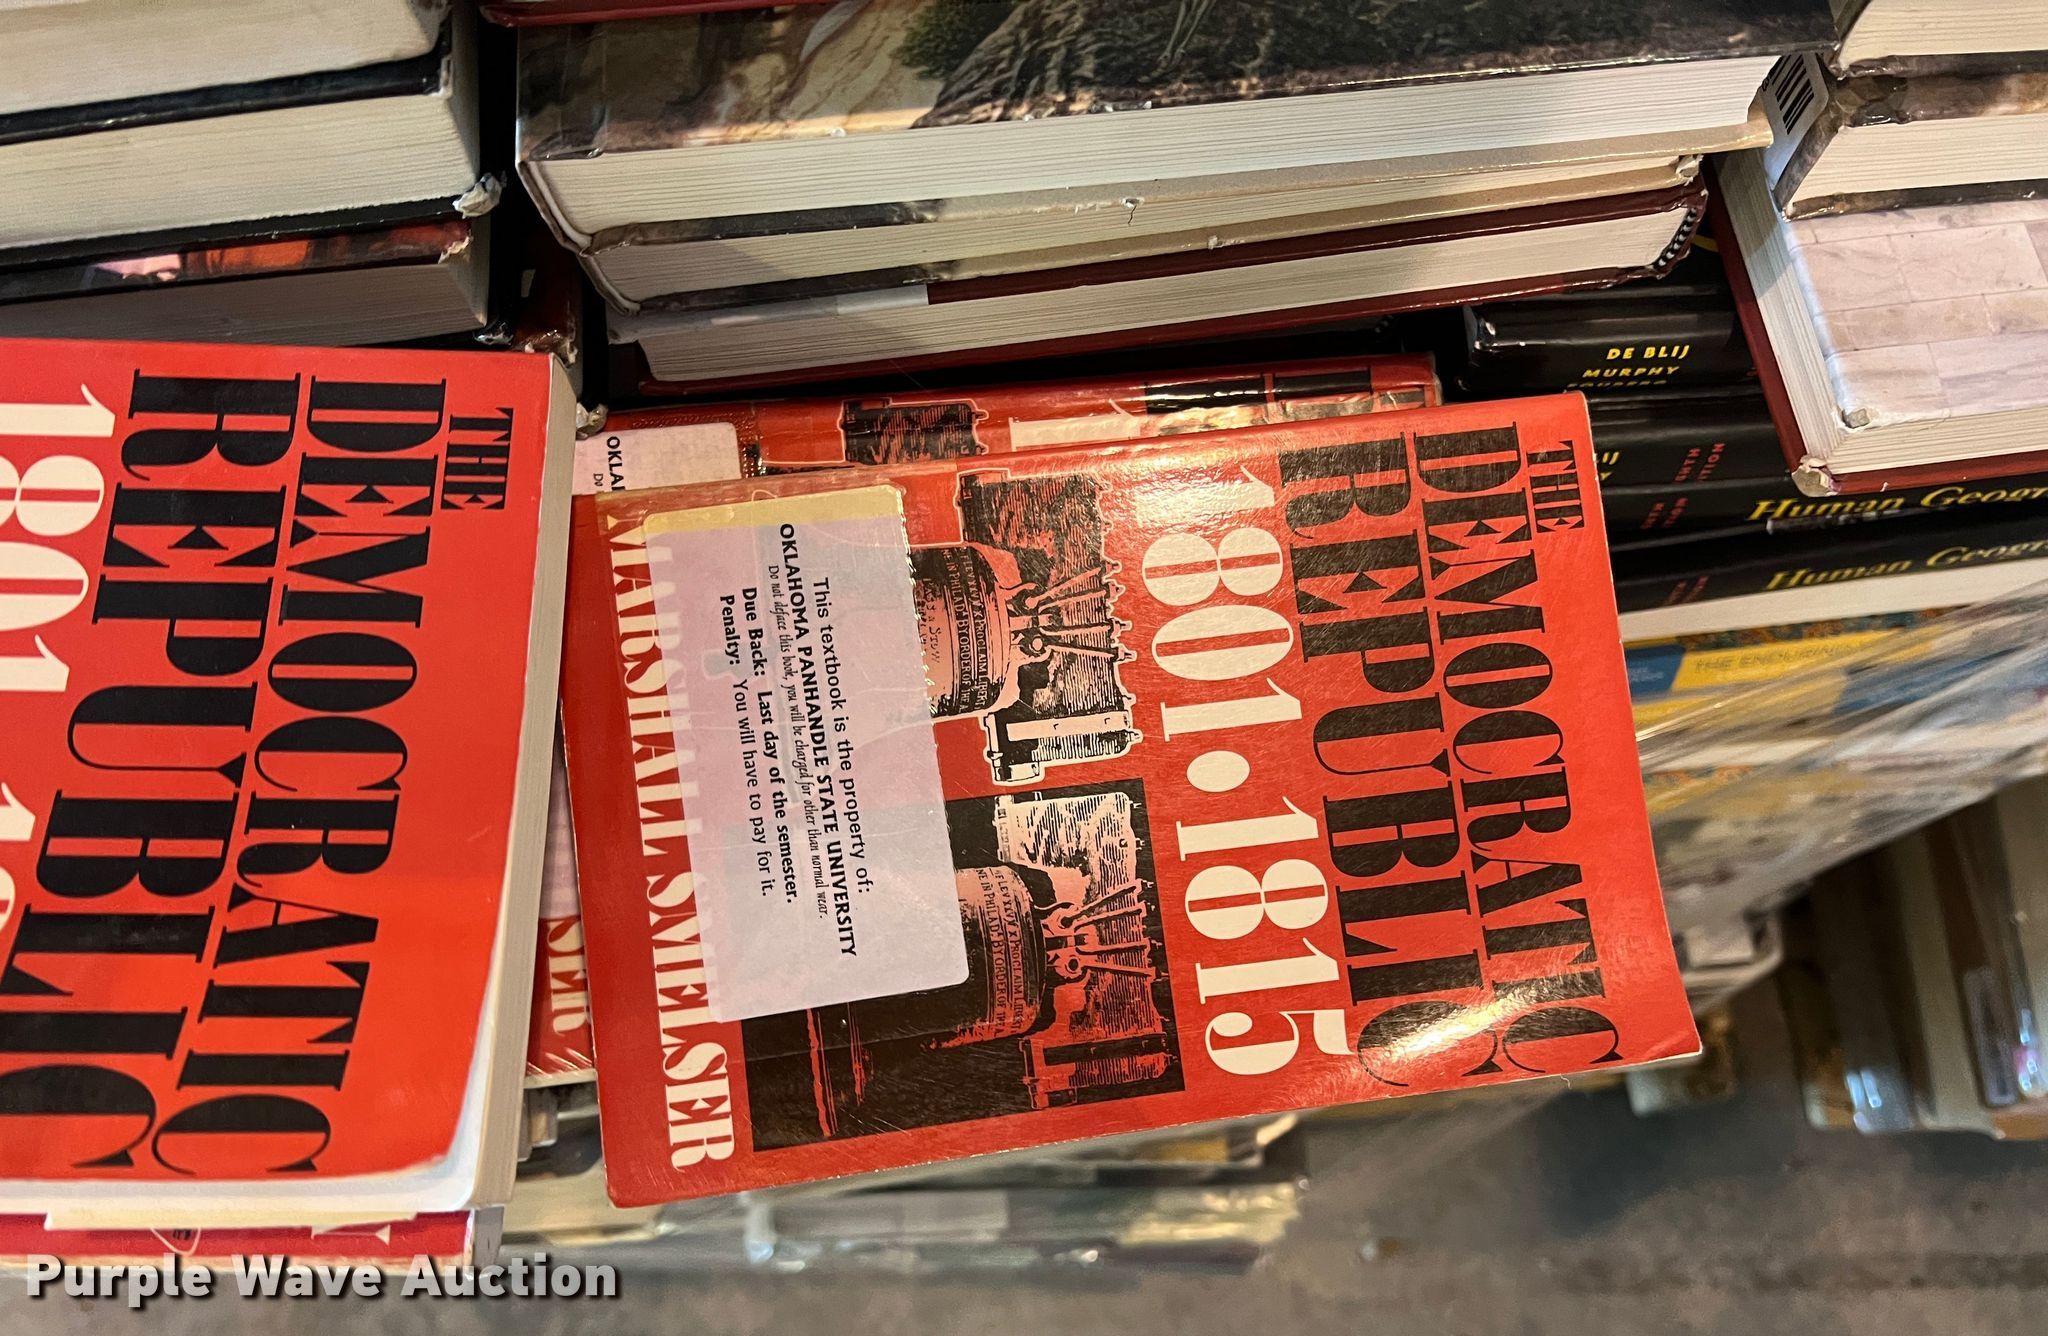 THE
DEMOCRATIC
REPUBLIC
1801·1815
MARSHALL SMELSER
This textbook is the property of:
OKLAHOMA PANHANDLE STATE UNIVERSITY
Do not deface this book, you will be charged for other than normal wear.
Due Back: Last day of the semester.
Penalty: You will have to pay for it.
THE
DEMOCRATIC
REPUBLIC
1801
DE BLIJ
MURPHY
Human Geogr
Human Geogr
Purple Wave Auction